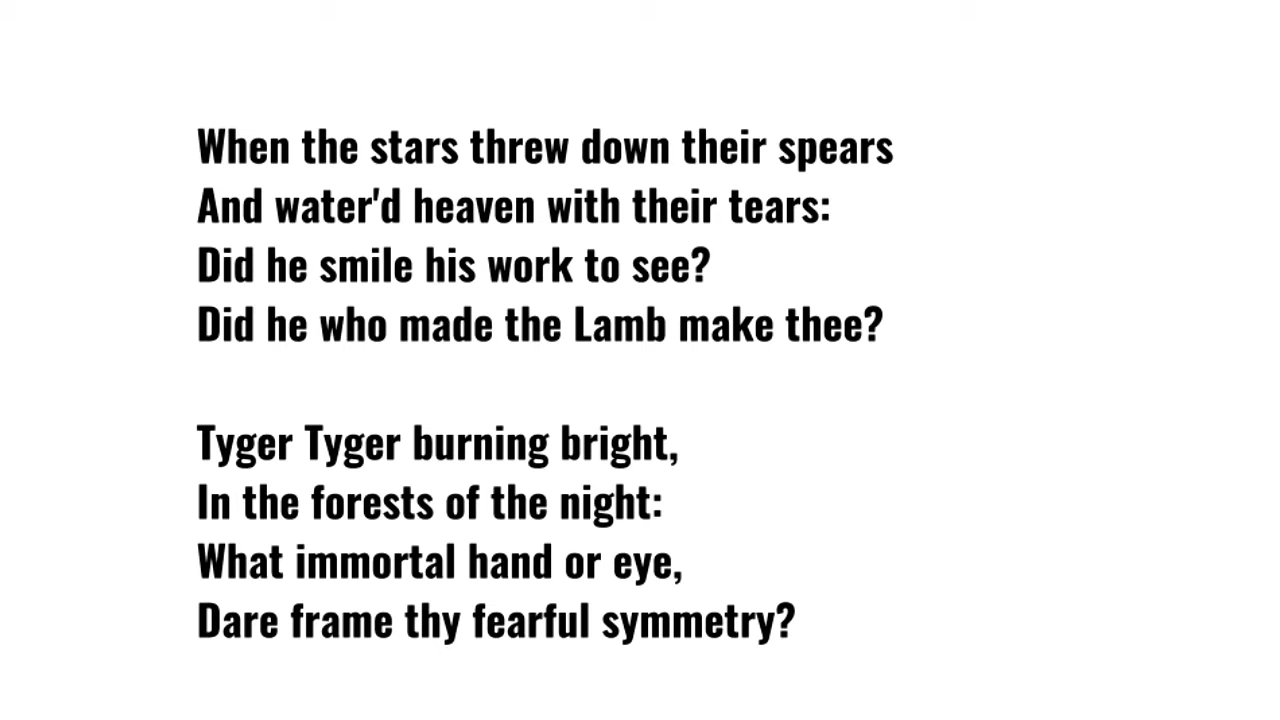 When the stars threw down their spears
And water'd heaven with their tears:
Did he smile his work to see?
Did he who made the Lamb make thee?

Tyger Tyger burning bright,
In the forests of the night:
What immortal hand or eye,
Dare frame thy fearful symmetry?